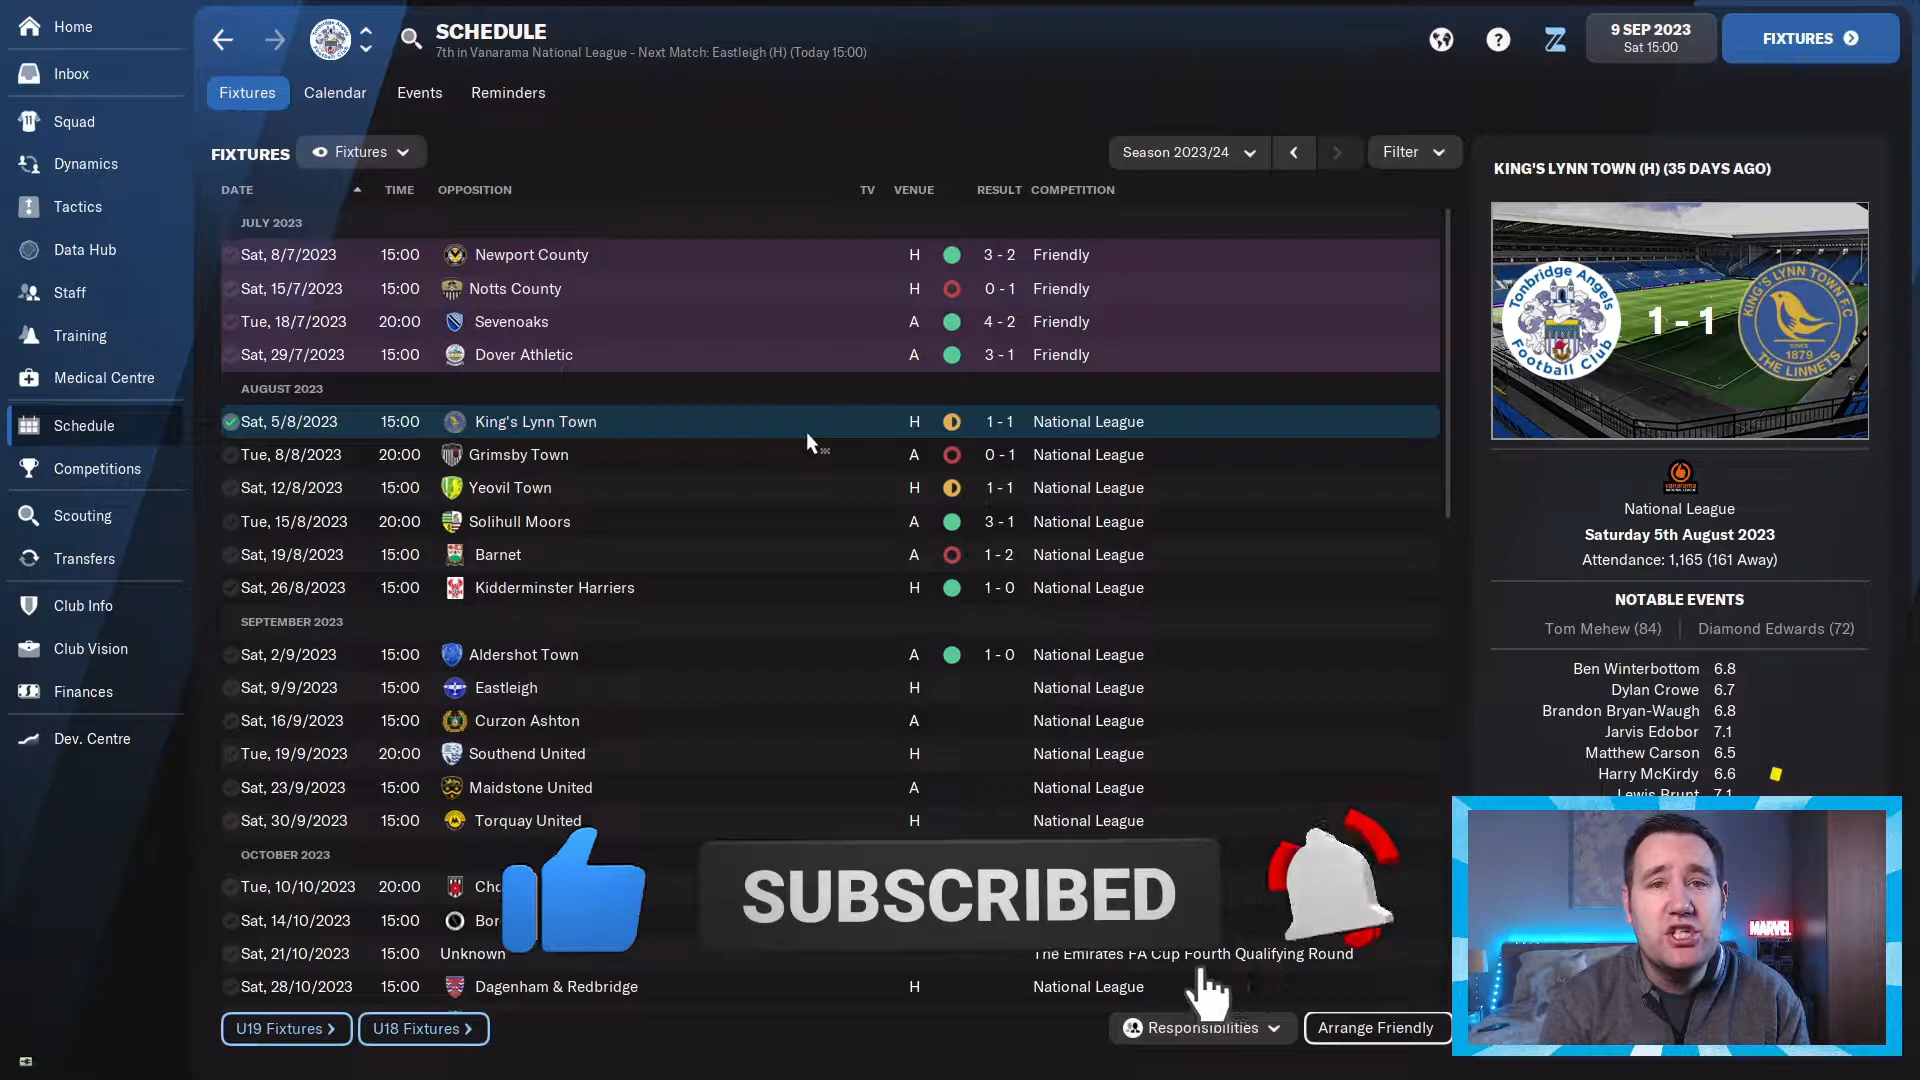 Home
Inbox
Squad
Dynamics
Tactics
Data Hub
Staff
Training
Medical Centre
Schedule
Competitions
Scouting
Transfers
Club Info
Club Vision
Finances
Dev. Centre
SCHEDULE
7th in Vanarama National League - Next Match: Eastleigh (H) (Today 15:00)
9 SEP 2023
Sat 15:00
FIXTURES
Fixtures Calendar Events Reminders
FIXTURES Fixtures Season 2023/24 Filter
DATE TIME OPPOSITION TV VENUE RESULT COMPETITION
JULY 2023
Sat, 8/7/2023 15:00 Newport County H 3 - 2 Friendly
Sat, 15/7/2023 15:00 Notts County H 0 - 1 Friendly
Tue, 18/7/2023 20:00 Sevenoaks A 4 - 2 Friendly
Sat, 29/7/2023 15:00 Dover Athletic A 3 - 1 Friendly
AUGUST 2023
Sat, 5/8/2023 15:00 King's Lynn Town H 1 - 1 National League
Tue, 8/8/2023 20:00 Grimsby Town A 0 - 1 National League
Sat, 12/8/2023 15:00 Yeovil Town H 1 - 1 National League
Tue, 15/8/2023 20:00 Solihull Moors A 3 - 1 National League
Sat, 19/8/2023 15:00 Barnet A 1 - 2 National League
Sat, 26/8/2023 15:00 Kidderminster Harriers H 1 - 0 National League
SEPTEMBER 2023
Sat, 2/9/2023 15:00 Aldershot Town A 1 - 0 National League
Sat, 9/9/2023 15:00 Eastleigh H National League
Sat, 16/9/2023 15:00 Curzon Ashton A National League
Tue, 19/9/2023 20:00 Southend United H National League
Sat, 23/9/2023 15:00 Maidstone United A National League
Sat, 30/9/2023 15:00 Torquay United H National League
OCTOBER 2023
Tue, 10/10/2023 20:00
Sat, 14/10/2023 15:00
Sat, 21/10/2023 15:00 Unknown The Emirates FA Cup Fourth Qualifying Round
Sat, 28/10/2023 15:00 Dagenham & Redbridge H National League
SUBSCRIBED
U19 Fixtures U18 Fixtures Responsibilities Arrange Friendly
KING'S LYNN TOWN (H) (35 DAYS AGO)
Tonbridge Angels
Football Club
1 - 1
KING'S LYNN TOWN FC
SINCE
1879
THE LINNETS
VANARAMA
National League
Saturday 5th August 2023
Attendance: 1,165 (161 Away)
NOTABLE EVENTS
Tom Mehew (84) Diamond Edwards (72)
Ben Winterbottom 6.8
Dylan Crowe 6.7
Brandon Bryan-Waugh 6.8
Jarvis Edobor 7.1
Matthew Carson 6.5
Harry McKirdy 6.6
Lewis Brunt 7.1
MARVEL